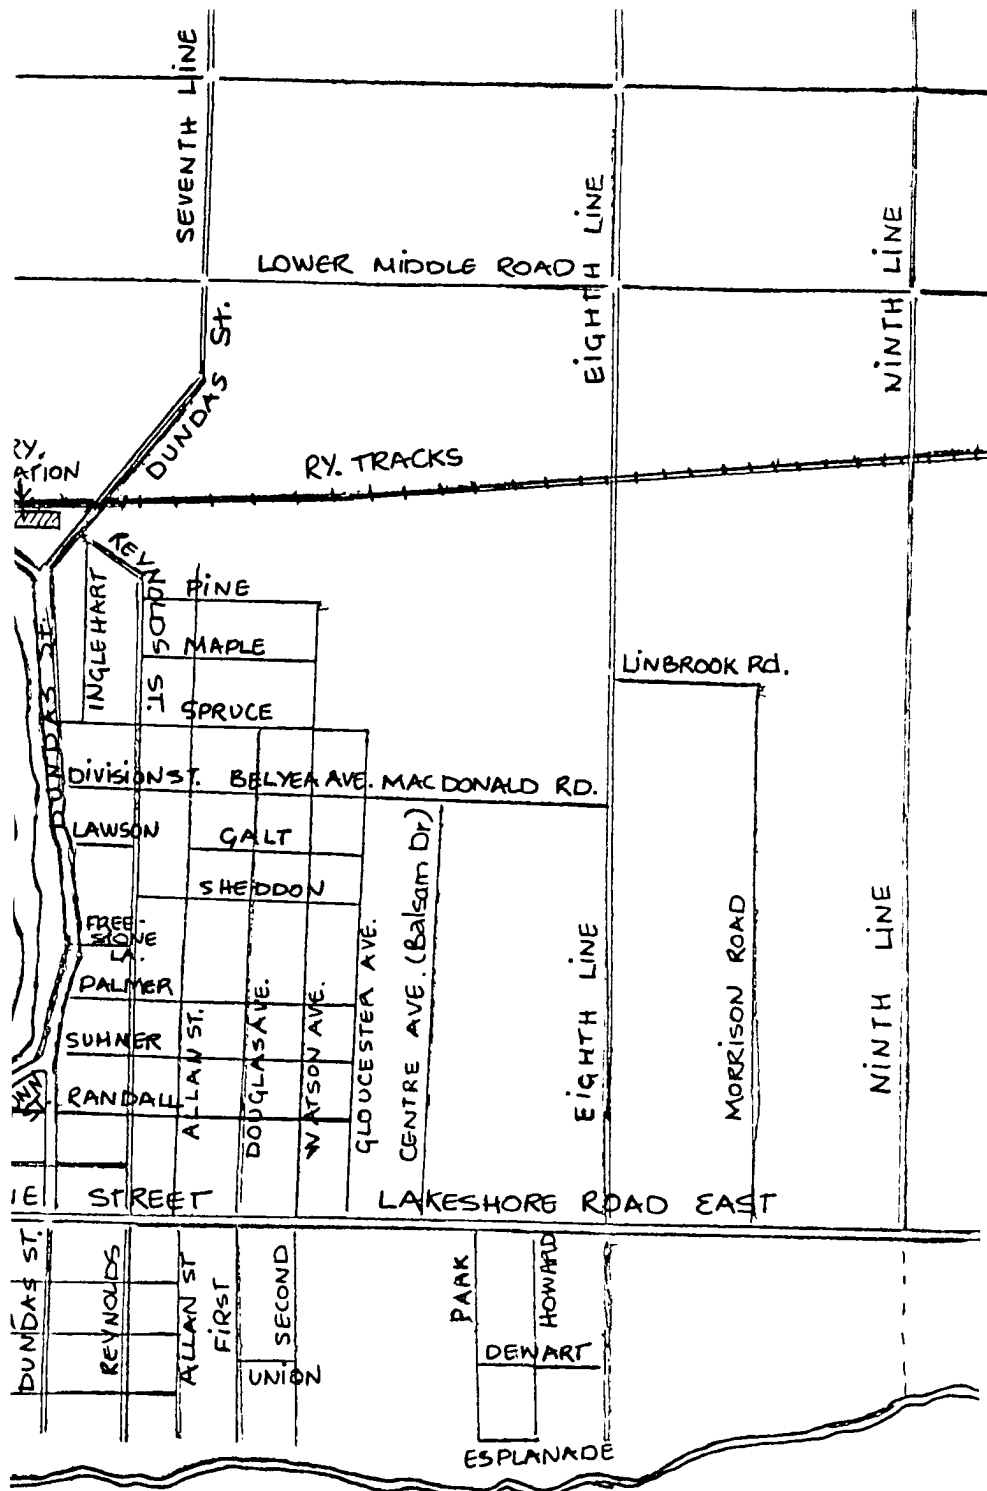 SEVENTH LINE
LOWER MIDDLE ROAD
EIGHTH LINE
NINTH LINE
DUNDAS ST.
RY.
ATION
RY. TRACKS
REYNOLDS ST.
INGLEHART
PINE
MAPLE
LINBROOK Rd.
SPRUCE
DUNDAS ST.
DIVISION ST. BELYEA AVE. MACDONALD RD.
LAWSON
GALT
SHEDDON
FREE-
STONE
LA.
PALMER
SUMNER
RANDALL
ALLAN ST.
DOUGLAS AVE.
WATSON AVE.
GLOUCESTER AVE.
CENTRE AVE. (Balsam Dr)
EIGHTH LINE
MORRISON ROAD
NINTH LINE
IE STREET
LAKESHORE ROAD EAST
DUNDAS ST.
REYNOLDS
ALLAN ST
FIRST
SECOND
UNION
PAAK
HOWARD
DEWART
ESPLANADE